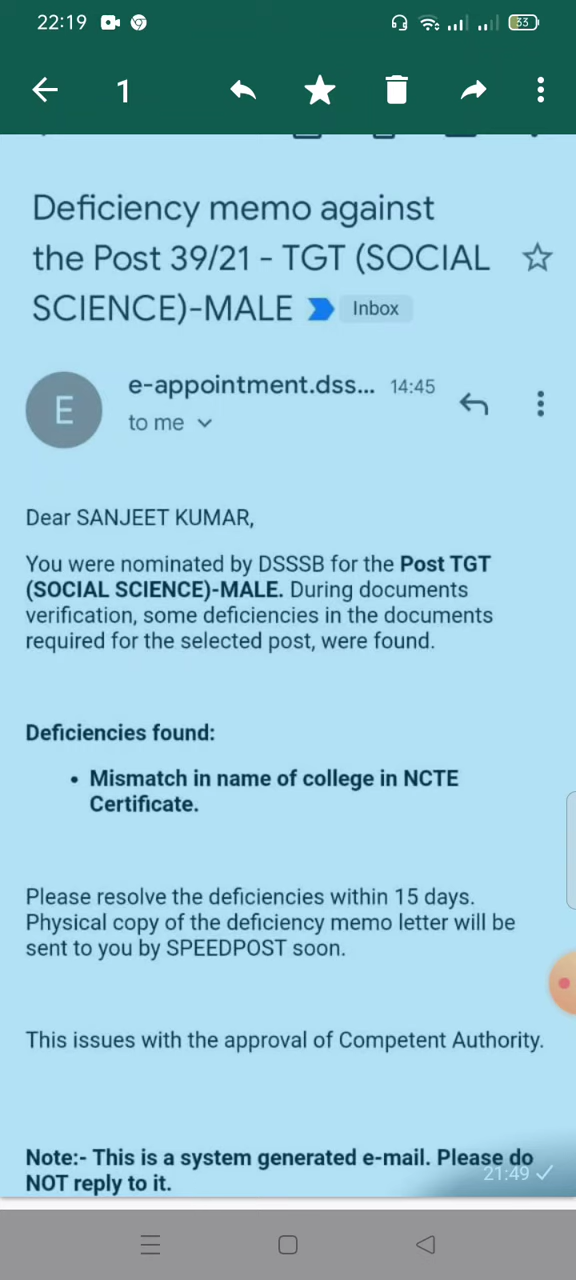 22:19
33
1
Deficiency memo against
the Post 39/21 - TGT (SOCIAL
SCIENCE)-MALE Inbox
E
e-appointment.dss... 14:45
to me
Dear SANJEET KUMAR,
You were nominated by DSSSB for the Post TGT
(SOCIAL SCIENCE)-MALE. During documents
verification, some deficiencies in the documents
required for the selected post, were found.
Deficiencies found:
• Mismatch in name of college in NCTE
Certificate.
Please resolve the deficiencies within 15 days.
Physical copy of the deficiency memo letter will be
sent to you by SPEEDPOST soon.
This issues with the approval of Competent Authority.
Note:- This is a system generated e-mail. Please do
NOT reply to it.
21:49